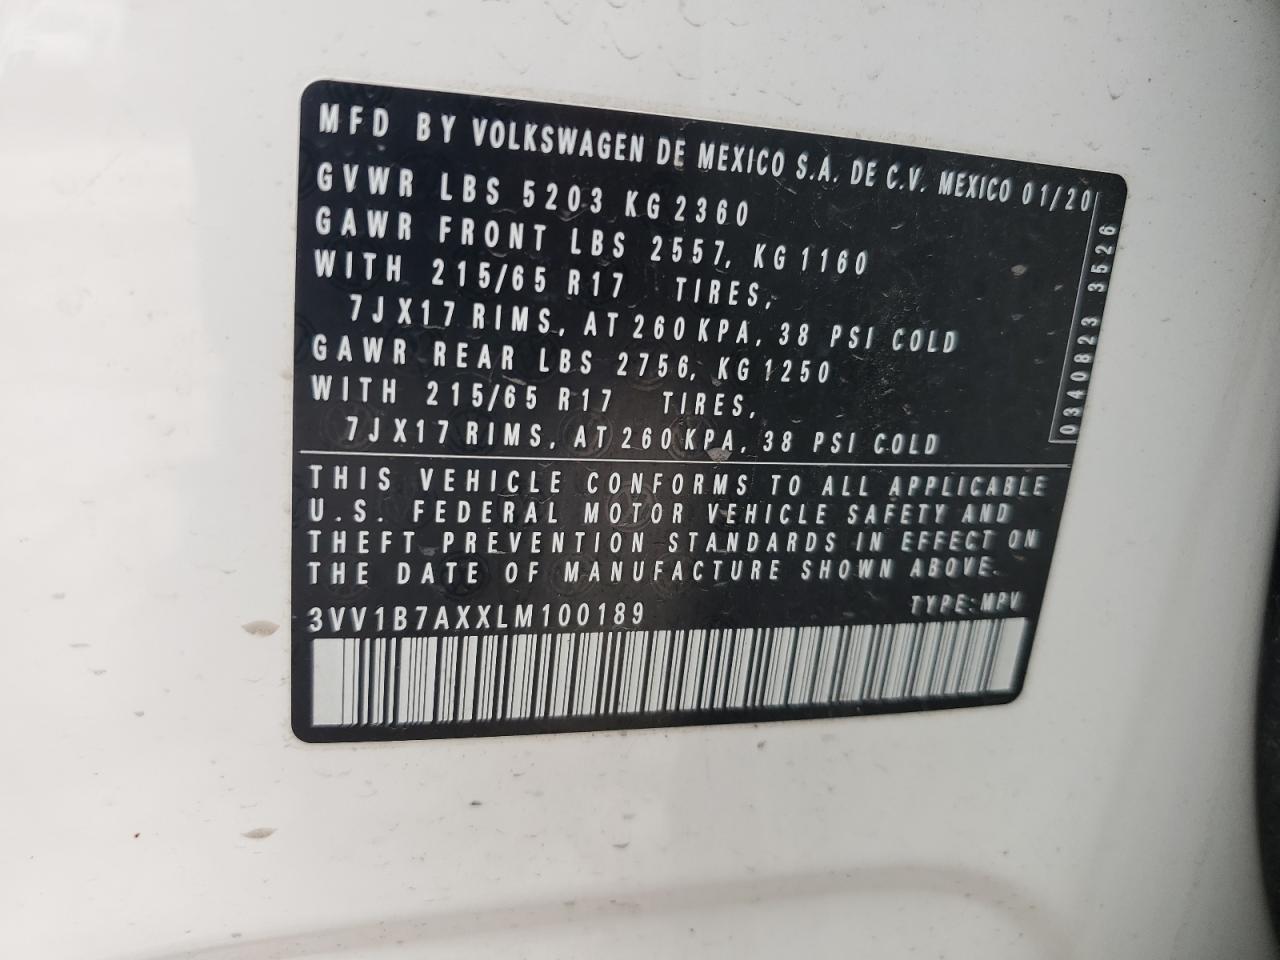 MFD BY VOLKSWAGEN DE MEXICO S.A. DE C.V. MEXICO 01/20
GVWR LBS 5203 KG 2360
GAWR FRONT LBS 2557, KG 1160
WITH 215/65 R17 TIRES,
7JX17 RIMS, AT 260 KPA, 38 PSI COLD
GAWR REAR LBS 2756, KG 1250
WITH 215/65 R17 TIRES,
7JX17 RIMS, AT 260 KPA, 38 PSI COLD
0340823 3526
THIS VEHICLE CONFORMS TO ALL APPLICABLE
U.S. FEDERAL MOTOR VEHICLE SAFETY AND
THEFT PREVENTION STANDARDS IN EFFECT ON
THE DATE OF MANUFACTURE SHOWN ABOVE.
3VV1B7AXXLM100189 TYPE: MPV